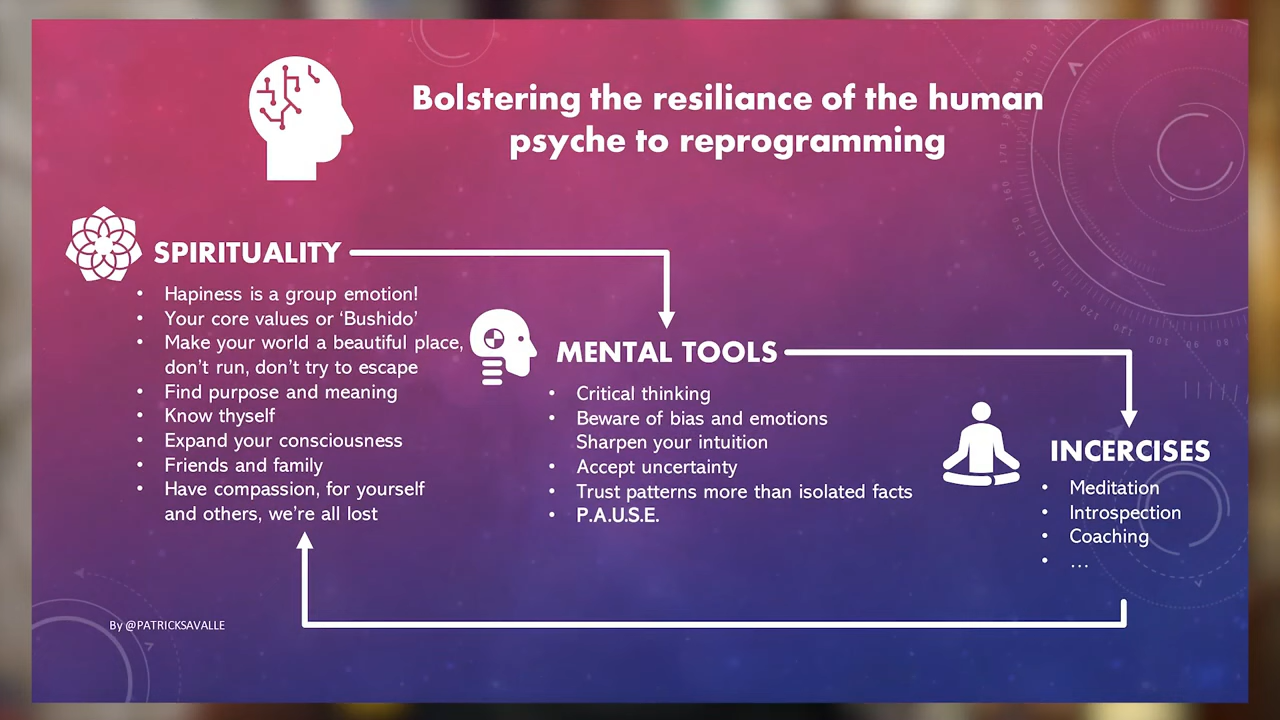 Bolstering the resiliance of the human
psyche to reprogramming
SPIRITUALITY
• Hapiness is a group emotion!
• Your core values or ‘Bushido’
• Make your world a beautiful place,
don’t run, don’t try to escape
• Find purpose and meaning
• Know thyself
• Expand your consciousness
• Friends and family
• Have compassion, for yourself
and others, we’re all lost
MENTAL TOOLS
• Critical thinking
• Beware of bias and emotions
Sharpen your intuition
• Accept uncertainty
• Trust patterns more than isolated facts
• P.A.U.S.E.
INCERCISES
• Meditation
• Introspection
• Coaching
• …
By @PATRICKSAVALLE